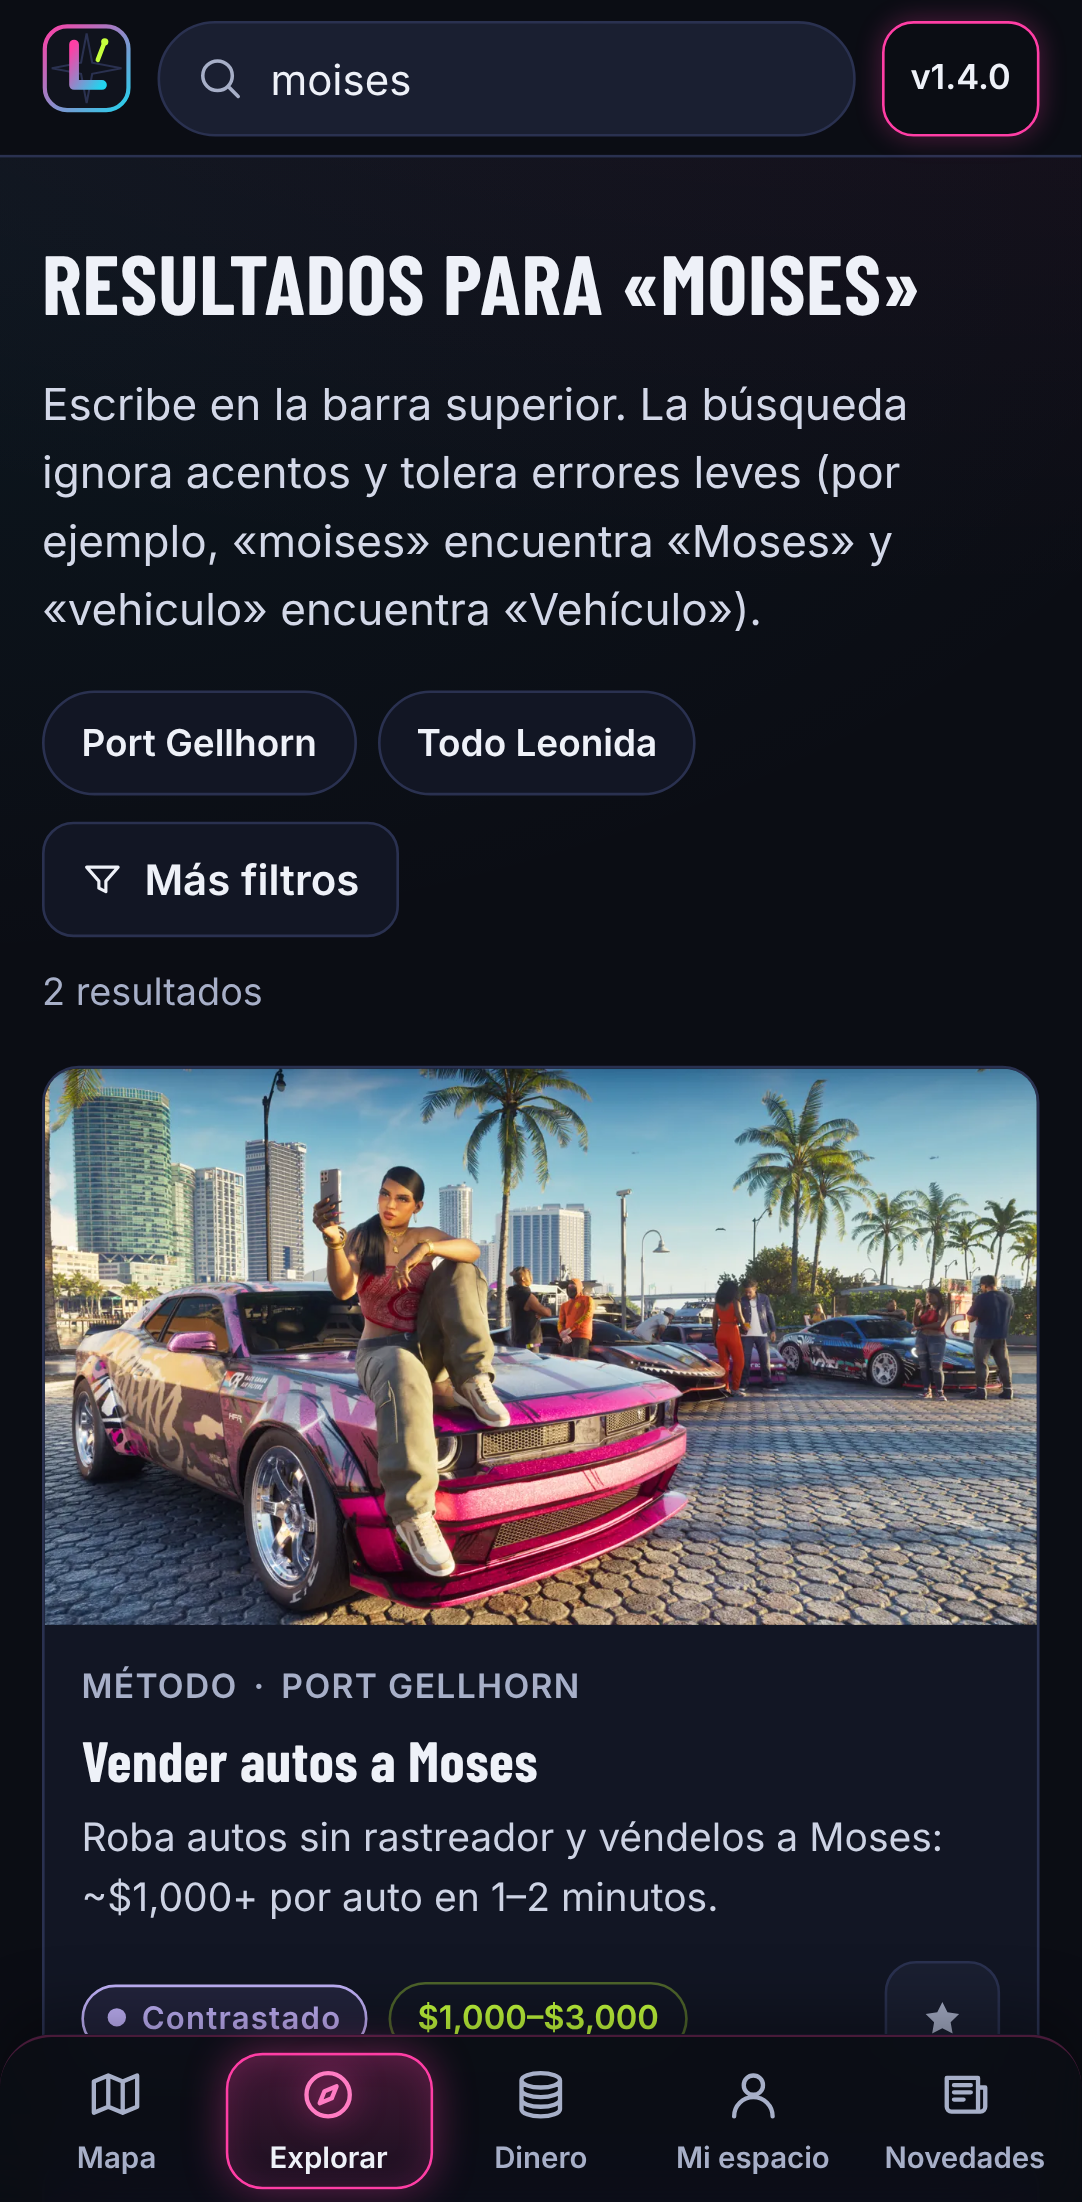 moises
v1.4.0
RESULTADOS PARA «MOISES»
Escribe en la barra superior. La búsqueda
ignora acentos y tolera errores leves (por
ejemplo, «moises» encuentra «Moses» y
«vehiculo» encuentra «Vehículo»).
Port Gellhorn
Todo Leonida
Más filtros
2 resultados
MÉTODO · PORT GELLHORN
Vender autos a Moses
Roba autos sin rastreador y véndelos a Moses:
~$1,000+ por auto en 1–2 minutos.
Contrastado
$1,000–$3,000
Mapa
Explorar
Dinero
Mi espacio
Novedades